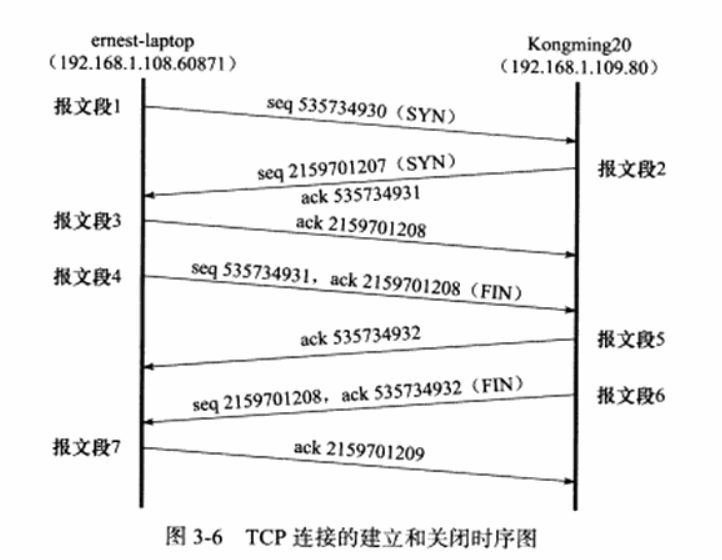 ernest-laptop
（192.168.1.108.60871）
Kongming20
（192.168.1.109.80）
报文段1
seq 535734930（SYN）
seq 2159701207（SYN）
报文段2
ack 535734931
报文段3
ack 2159701208
报文段4
seq 535734931，ack 2159701208（FIN）
ack 535734932
报文段5
seq 2159701208，ack 535734932（FIN）
报文段6
报文段7
ack 2159701209
图 3-6 TCP 连接的建立和关闭时序图